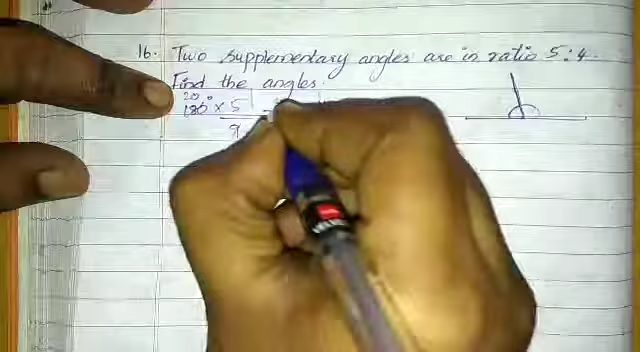 16. Two supplementary angles are in ratio 5:4.
Find the angles.
20
180° × 5
9